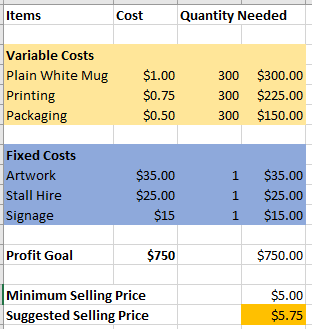 Items Cost Quantity Needed
Variable Costs
Plain White Mug $1.00 300 $300.00
Printing $0.75 300 $225.00
Packaging $0.50 300 $150.00
Fixed Costs
Artwork $35.00 1 $35.00
Stall Hire $25.00 1 $25.00
Signage $15 1 $15.00
Profit Goal $750 $750.00
Minimum Selling Price $5.00
Suggested Selling Price $5.75